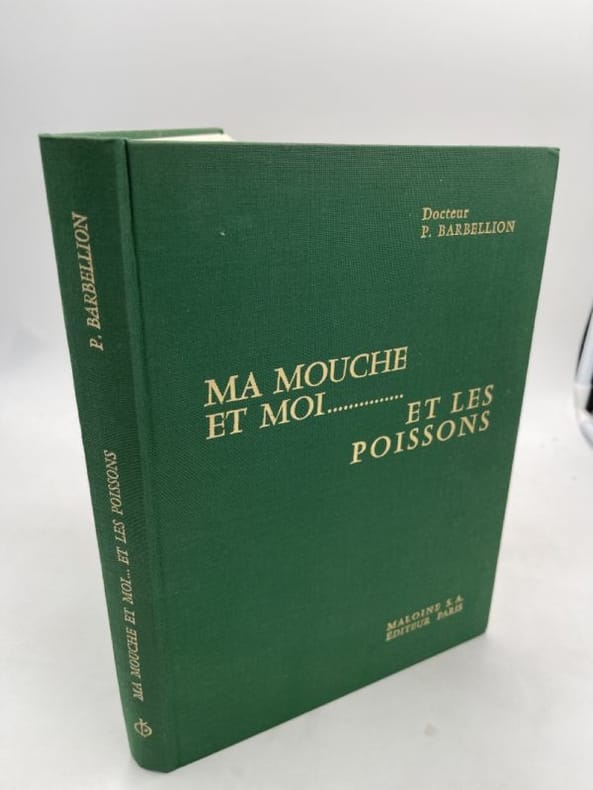 P. BARBELLION
MA MOUCHE ET MOI... ET LES POISSONS
Docteur
P. BARBELLION
MA MOUCHE
ET MOI..............
ET LES
POISSONS
MALOINE S.A.
ÉDITEUR PARIS